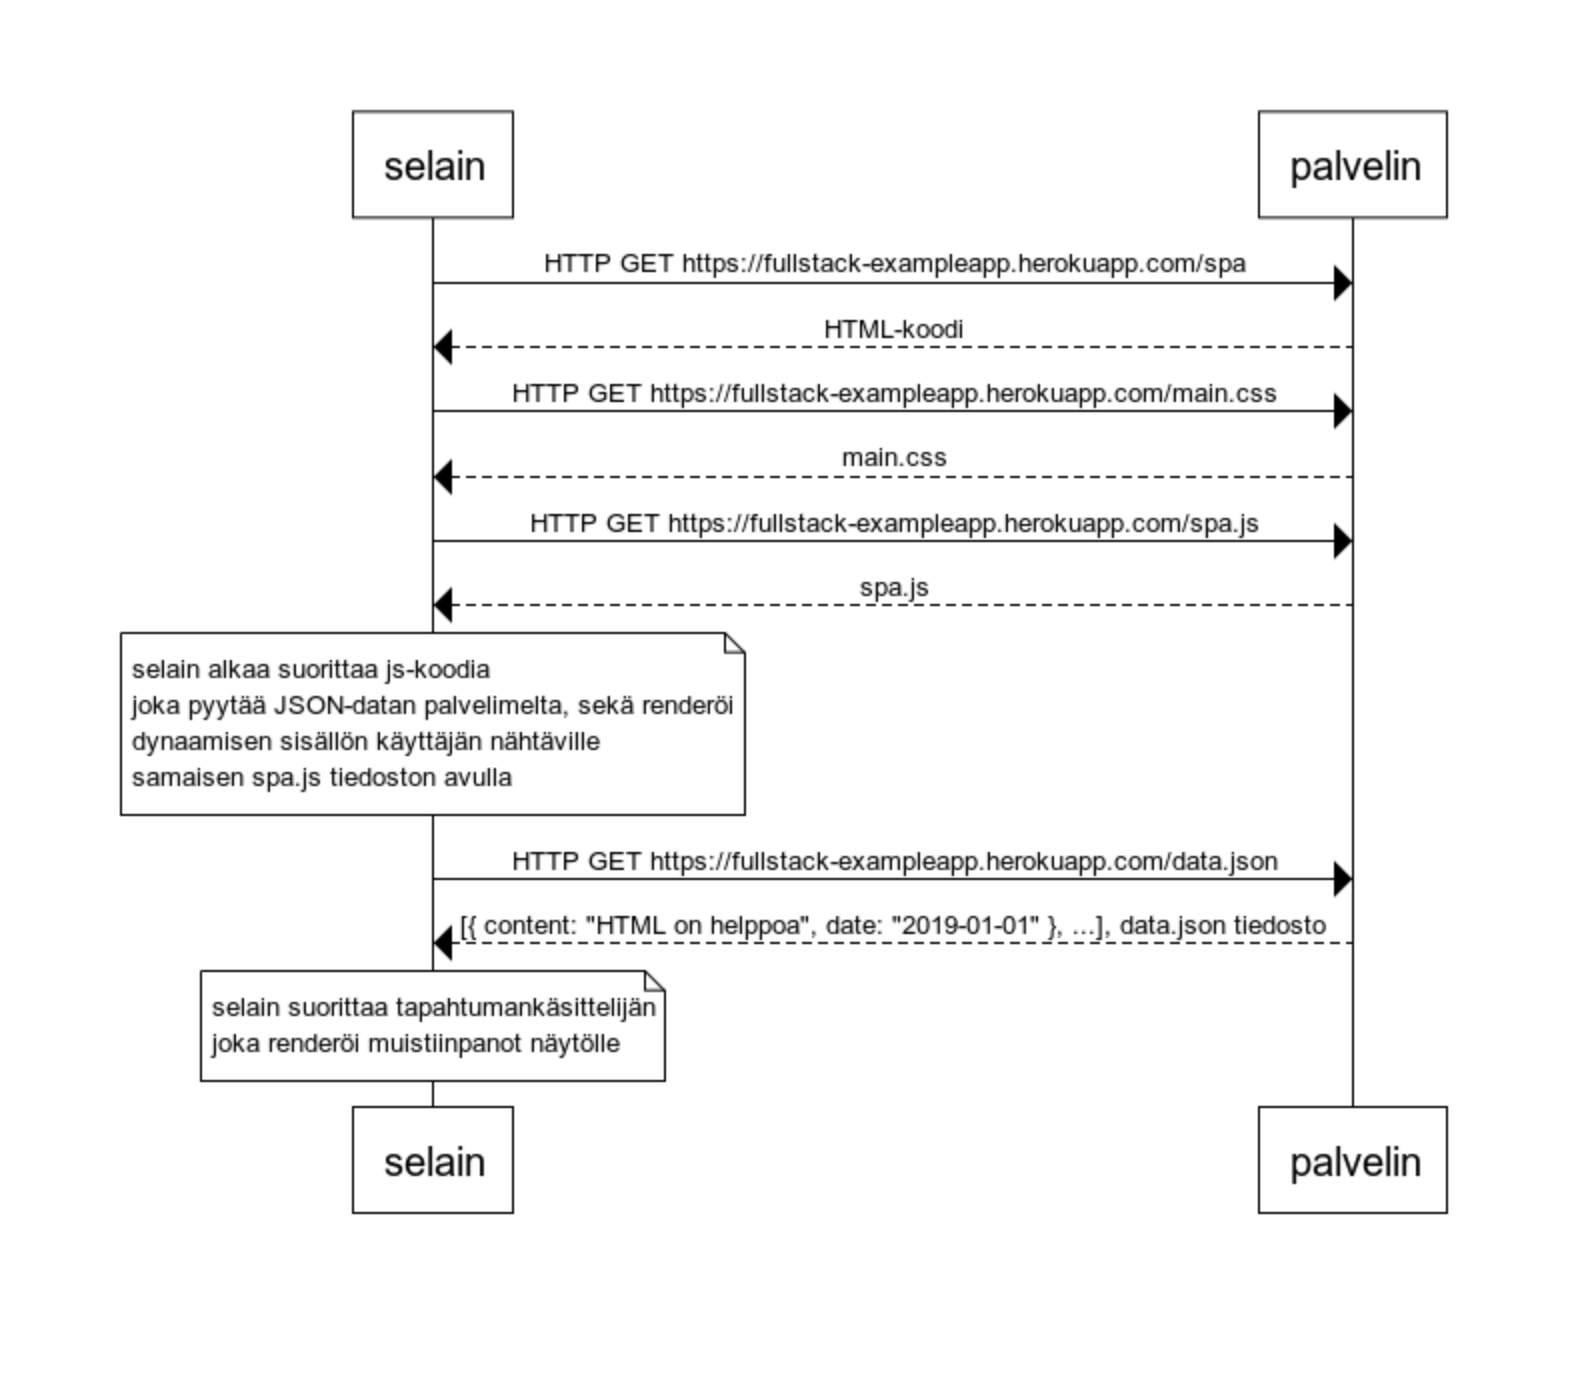 selain
palvelin
HTTP GET https://fullstack-exampleapp.herokuapp.com/spa
HTML-koodi
HTTP GET https://fullstack-exampleapp.herokuapp.com/main.css
main.css
HTTP GET https://fullstack-exampleapp.herokuapp.com/spa.js
spa.js
selain alkaa suorittaa js-koodia
joka pyytää JSON-datan palvelimelta, sekä renderöi
dynaamisen sisällön käyttäjän nähtäville
samaisen spa.js tiedoston avulla
HTTP GET https://fullstack-exampleapp.herokuapp.com/data.json
[{ content: "HTML on helppoa", date: "2019-01-01" }, ...], data.json tiedosto
selain suorittaa tapahtumankäsittelijän
joka renderöi muistiinpanot näytölle
selain
palvelin